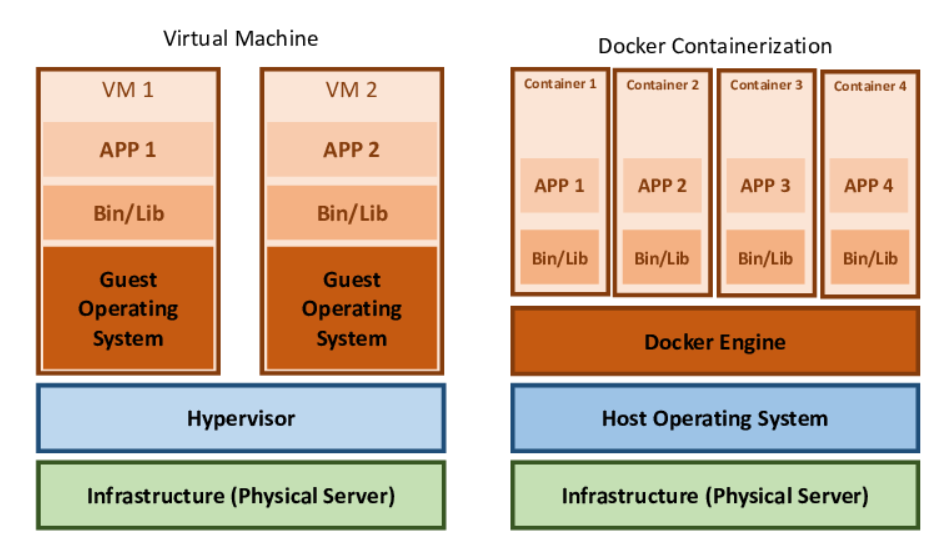 Virtual Machine
VM 1
APP 1
Bin/Lib
Guest
Operating
System
VM 2
APP 2
Bin/Lib
Guest
Operating
System
Hypervisor
Infrastructure (Physical Server)
Docker Containerization
Container 1
APP 1
Bin/Lib
Container 2
APP 2
Bin/Lib
Container 3
APP 3
Bin/Lib
Container 4
APP 4
Bin/Lib
Docker Engine
Host Operating System
Infrastructure (Physical Server)